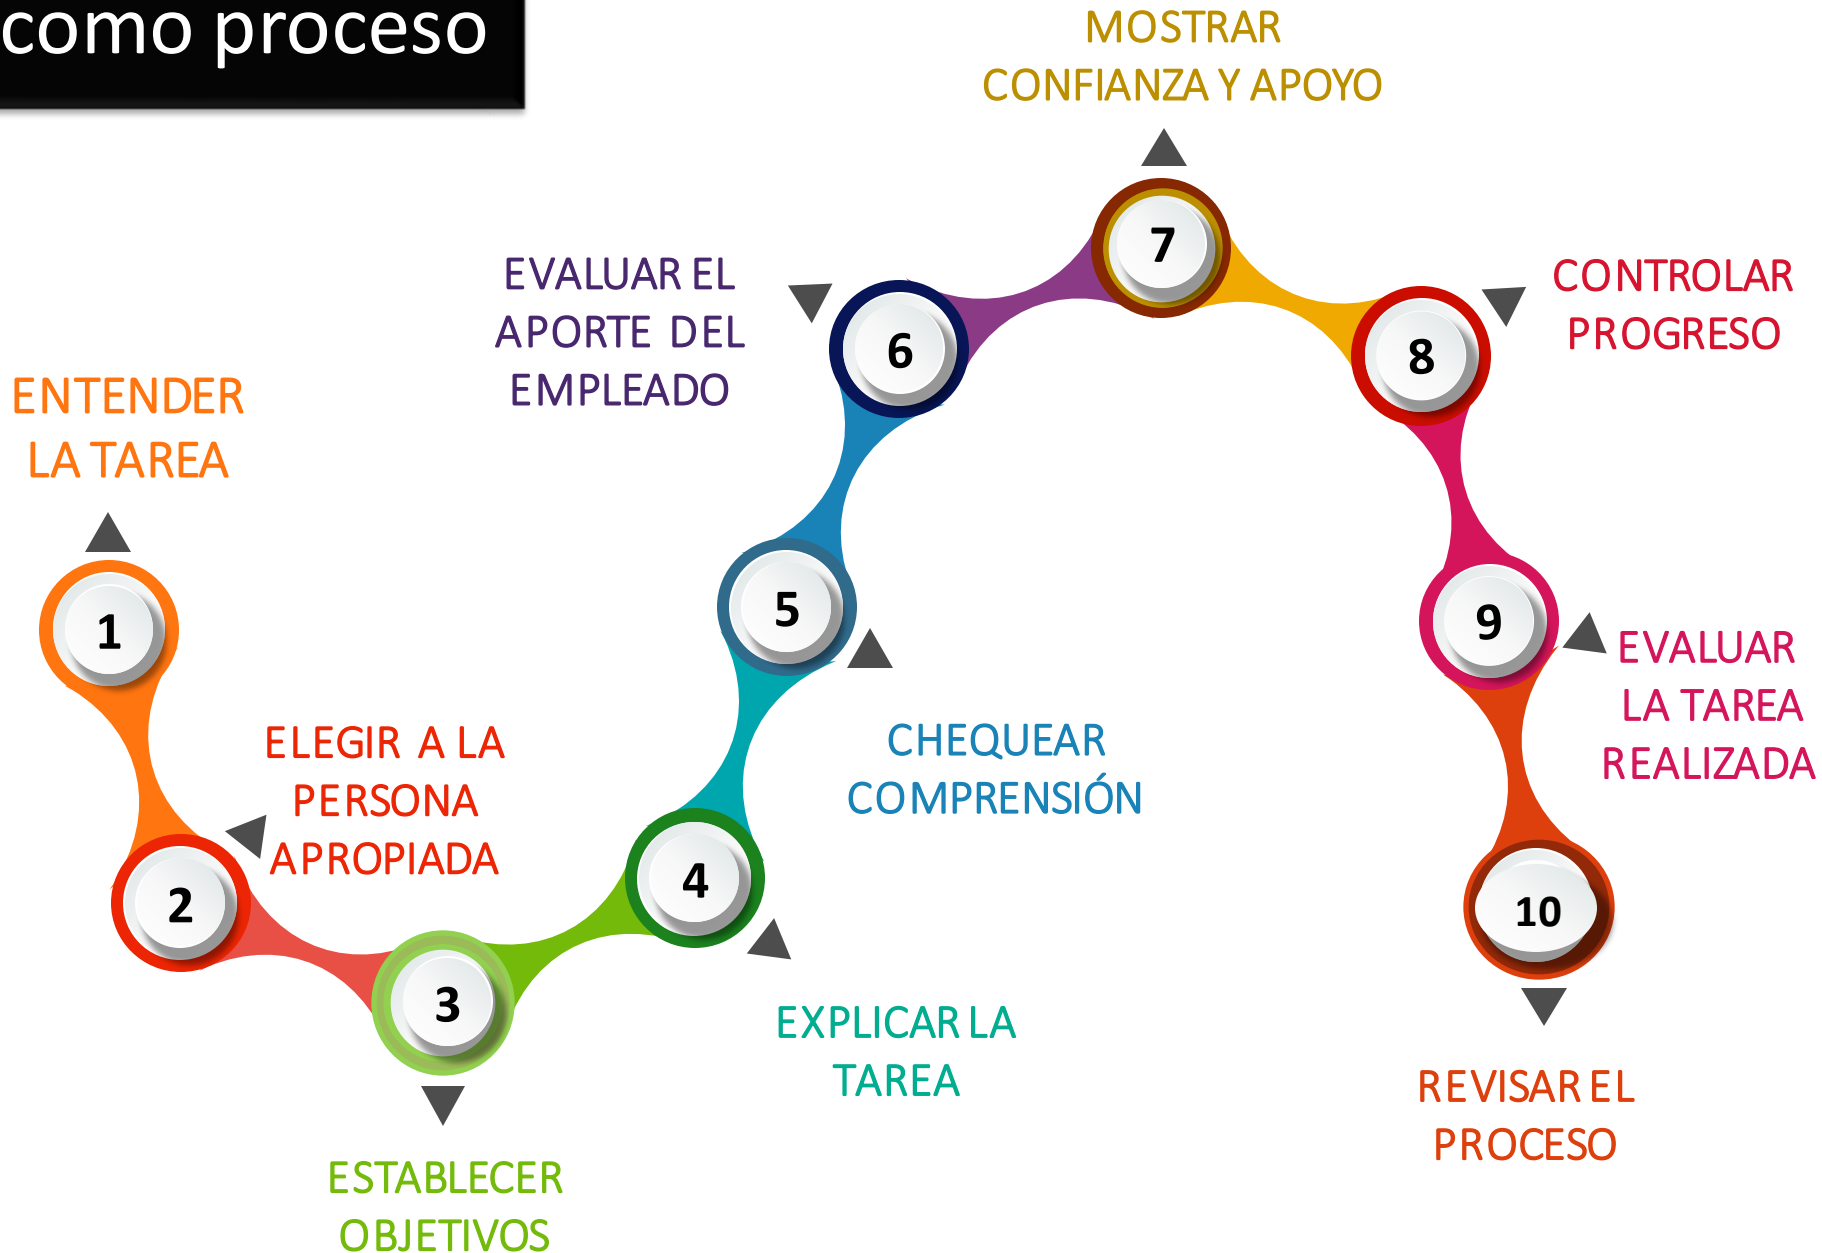 como proceso
1
ENTENDER
LA TAREA
2
ELEGIR A LA
PERSONA
APROPIADA
3
ESTABLECER
OBJETIVOS
4
EXPLICAR LA
TAREA
5
CHEQUEAR
COMPRENSIÓN
6
EVALUAR EL
APORTE DEL
EMPLEADO
7
MOSTRAR
CONFIANZA Y APOYO
8
CONTROLAR
PROGRESO
9
EVALUAR
LA TAREA
REALIZADA
10
REVISAR EL
PROCESO